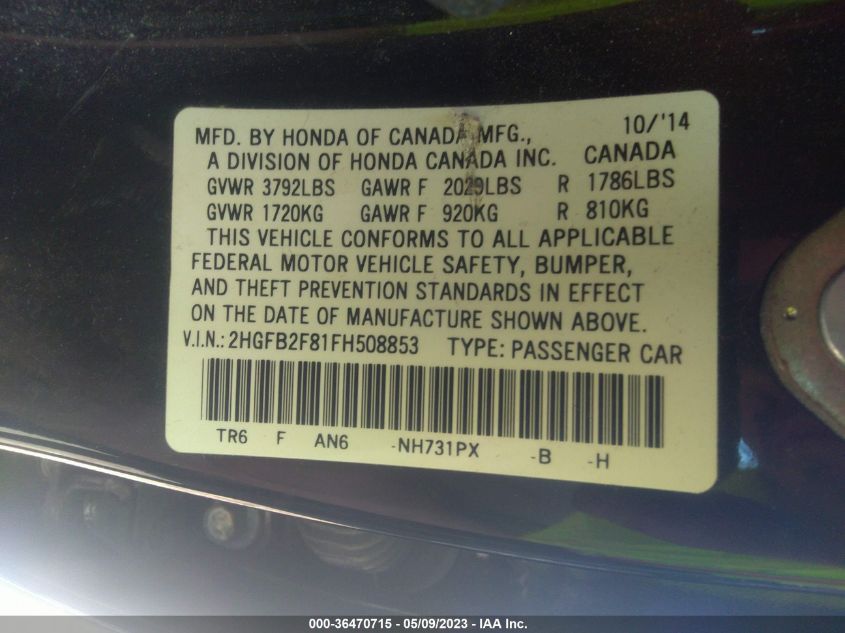 MFD. BY HONDA OF CANADA MFG., 10/'14
A DIVISION OF HONDA CANADA INC. CANADA
GVWR 3792LBS GAWR F 2029LBS R 1786LBS
GVWR 1720KG GAWR F 920KG R 810KG
THIS VEHICLE CONFORMS TO ALL APPLICABLE
FEDERAL MOTOR VEHICLE SAFETY, BUMPER,
AND THEFT PREVENTION STANDARDS IN EFFECT
ON THE DATE OF MANUFACTURE SHOWN ABOVE.
V.I.N.: 2HGFB2F81FH508853 TYPE: PASSENGER CAR
TR6 F AN6 -NH731PX -B -H
000-36470715 - 05/09/2023 - IAA Inc.